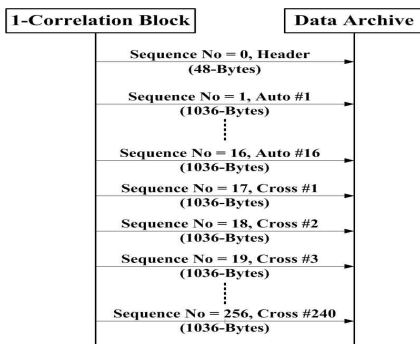 1-Correlation Block
Data Archive
Sequence No = 0, Header
(48-Bytes)
Sequence No = 1, Auto #1
(1036-Bytes)
Sequence No = 16, Auto #16
(1036-Bytes)
Sequence No = 17, Cross #1
(1036-Bytes)
Sequence No = 18, Cross #2
(1036-Bytes)
Sequence No = 19, Cross #3
(1036-Bytes)
Sequence No = 256, Cross #240
(1036-Bytes)